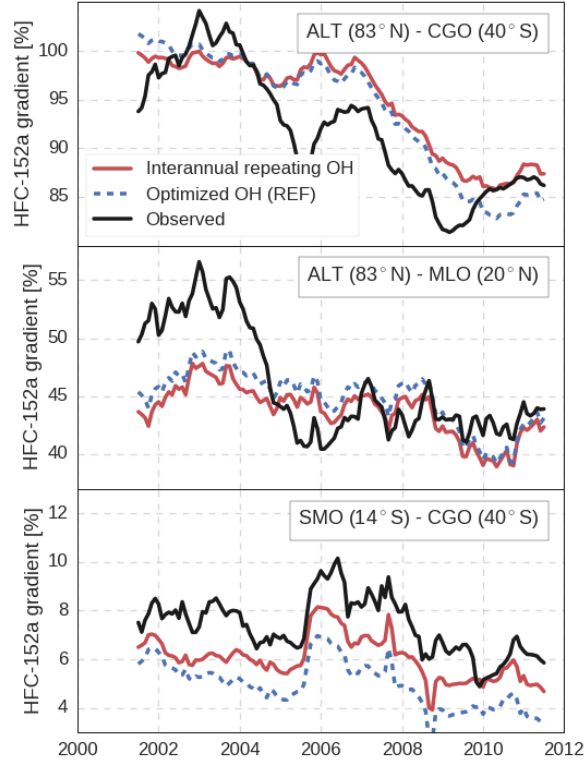 ALT (83°N) - CGO (40°S)
HFC-152a gradient [%]
100
95
90
85
Interannual repeating OH
Optimized OH (REF)
Observed
ALT (83°N) - MLO (20°N)
HFC-152a gradient [%]
55
50
45
40
SMO (14°S) - CGO (40°S)
HFC-152a gradient [%]
12
10
8
6
4
2000 2002 2004 2006 2008 2010 2012